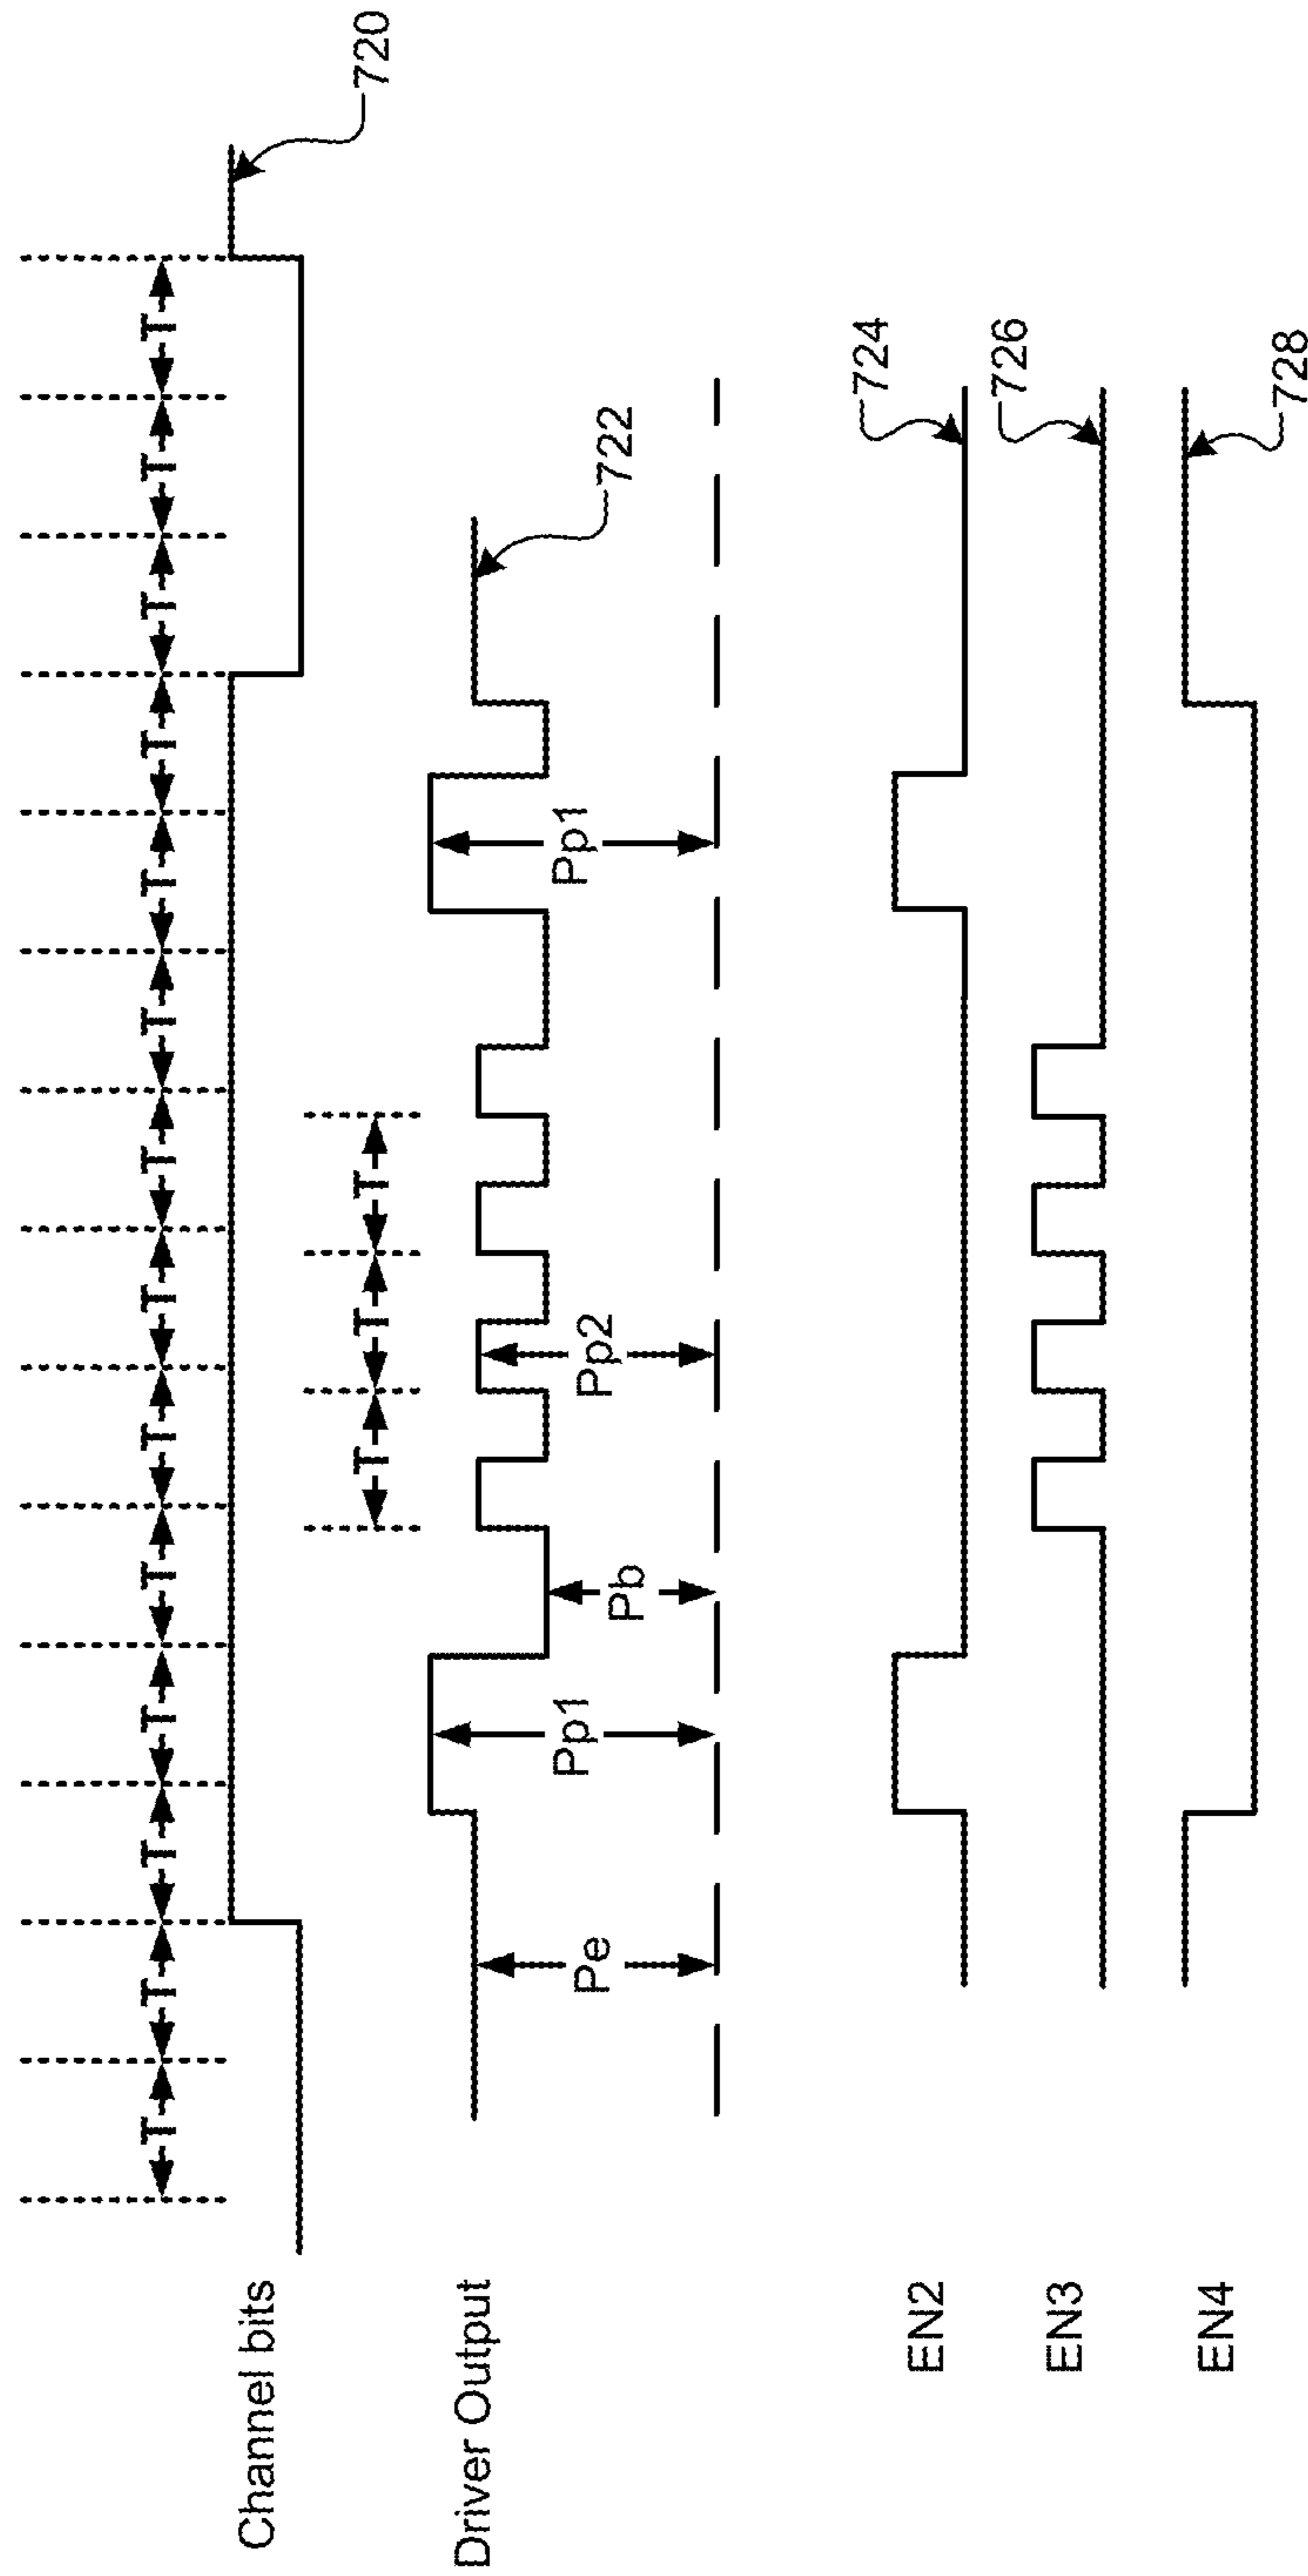 T T T T T T T T T T T T T T
Channel bits
720
T T T
Driver Output
Pe
Pp1
Pb
Pp2
Pp1
722
EN2
724
EN3
726
EN4
728